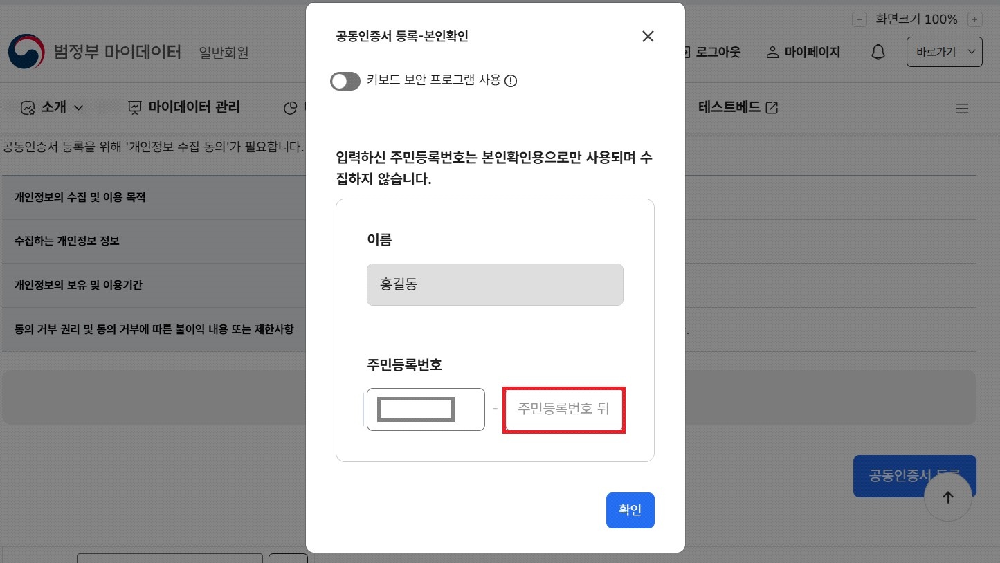 화면크기 100%
범정부 마이데이터 일반회원
로그아웃
마이페이지
바로가기
소개
마이데이터 관리
테스트베드
공동인증서 등록을 위해 '개인정보 수집 동의'가 필요합니다.
개인정보의 수집 및 이용 목적
수집하는 개인정보 정보
개인정보의 보유 및 이용기간
동의 거부 권리 및 동의 거부에 따른 불이익 내용 또는 제한사항
공동인증서 등록-본인확인
키보드 보안 프로그램 사용
입력하신 주민등록번호는 본인확인용으로만 사용되며 수
집하지 않습니다.
이름
홍길동
주민등록번호
- 주민등록번호 뒤
확인
공동인증서 등록